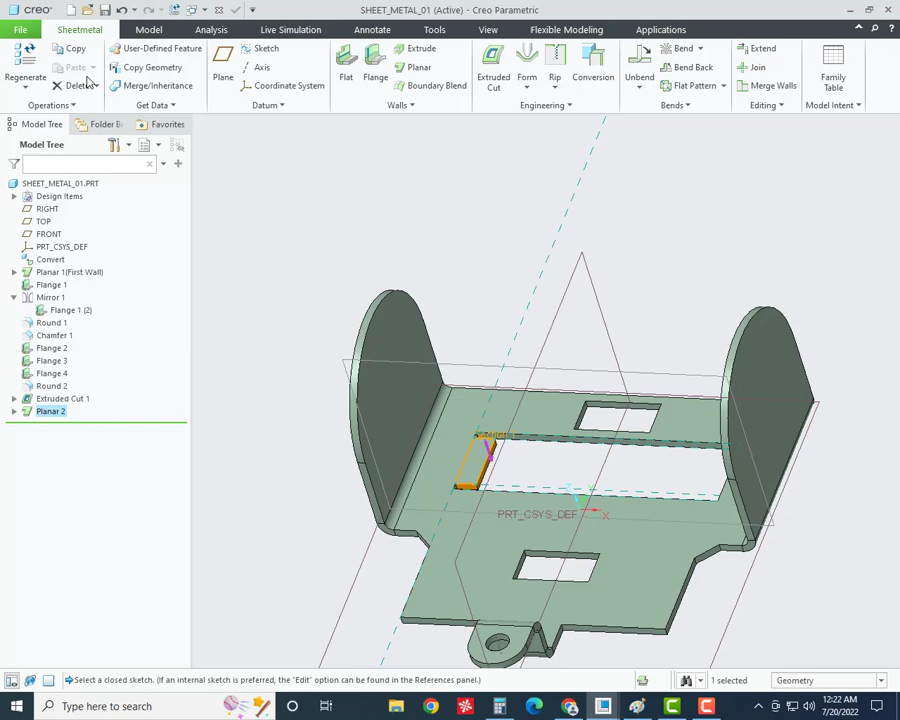 creo
SHEET_METAL_01 (Active) - Creo Parametric
File
Sheetmetal
Model
Analysis
Live Simulation
Annotate
Tools
View
Flexible Modeling
Applications
Regenerate
Copy
Paste
Delete
Operations
User-Defined Feature
Copy Geometry
Merge/Inheritance
Get Data
Plane
Sketch
Axis
Coordinate System
Datum
Flat
Flange
Extrude
Planar
Boundary Blend
Walls
Extruded Cut
Form
Rip
Conversion
Engineering
Unbend
Bend
Bend Back
Flat Pattern
Bends
Extend
Join
Merge Walls
Editing
Family Table
Model Intent
Model Tree
Folder B
Favorites
Model Tree
SHEET_METAL_01.PRT
Design Items
RIGHT
TOP
FRONT
PRT_CSYS_DEF
Convert
Planar 1(First Wall)
Flange 1
Mirror 1
Flange 1 (2)
Round 1
Chamfer 1
Flange 2
Flange 3
Flange 4
Round 2
Extruded Cut 1
Planar 2
PRT_CSYS_DEF
X
Select a closed sketch. (If an internal sketch is preferred, the 'Edit' option can be found in the References panel.)
1 selected
Geometry
Type here to search
12:22 AM
7/20/2022